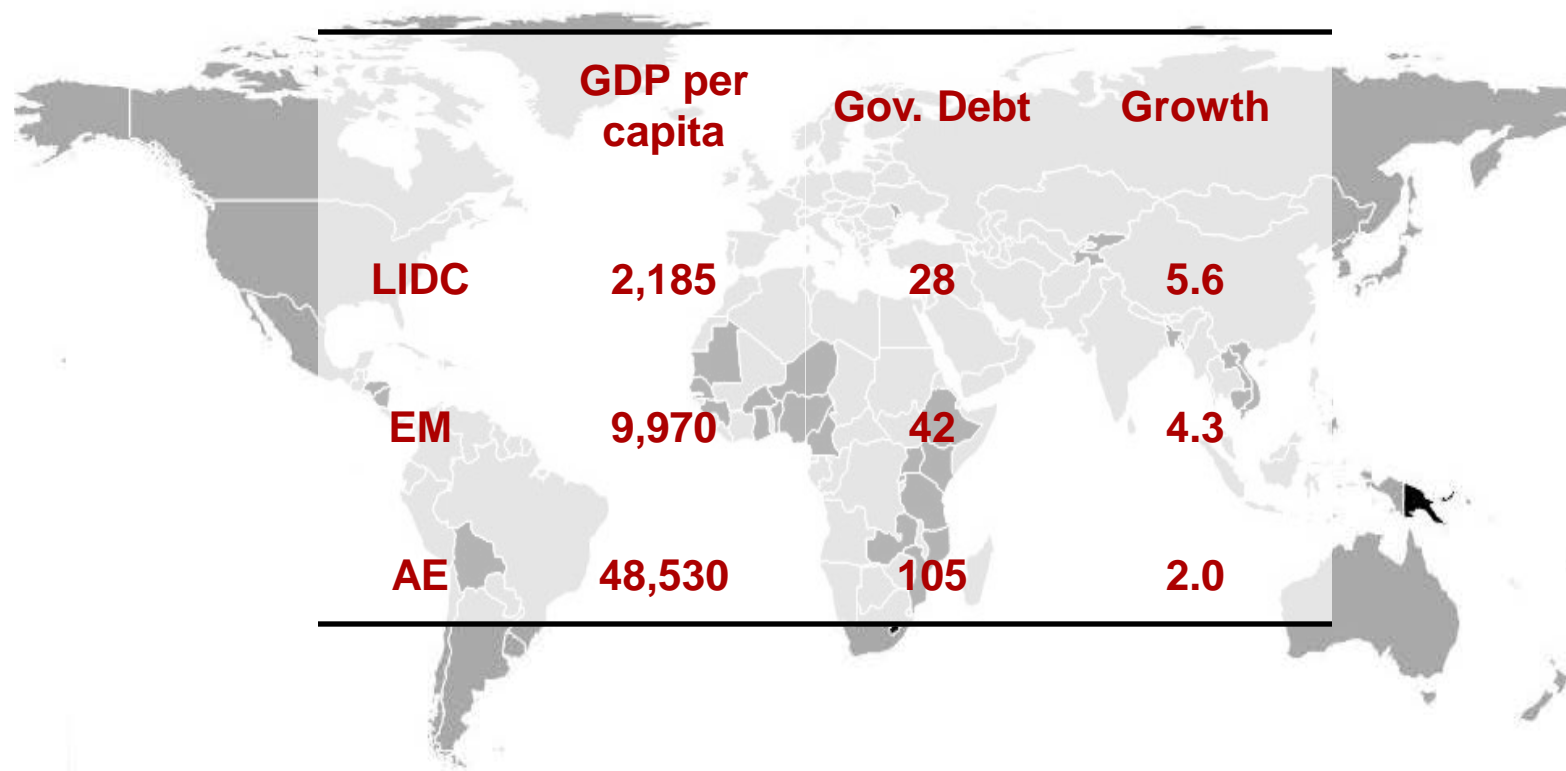 GDP per capita Gov. Debt Growth
LIDC 2,185 28 5.6
EM 9,970 42 4.3
AE 48,530 105 2.0